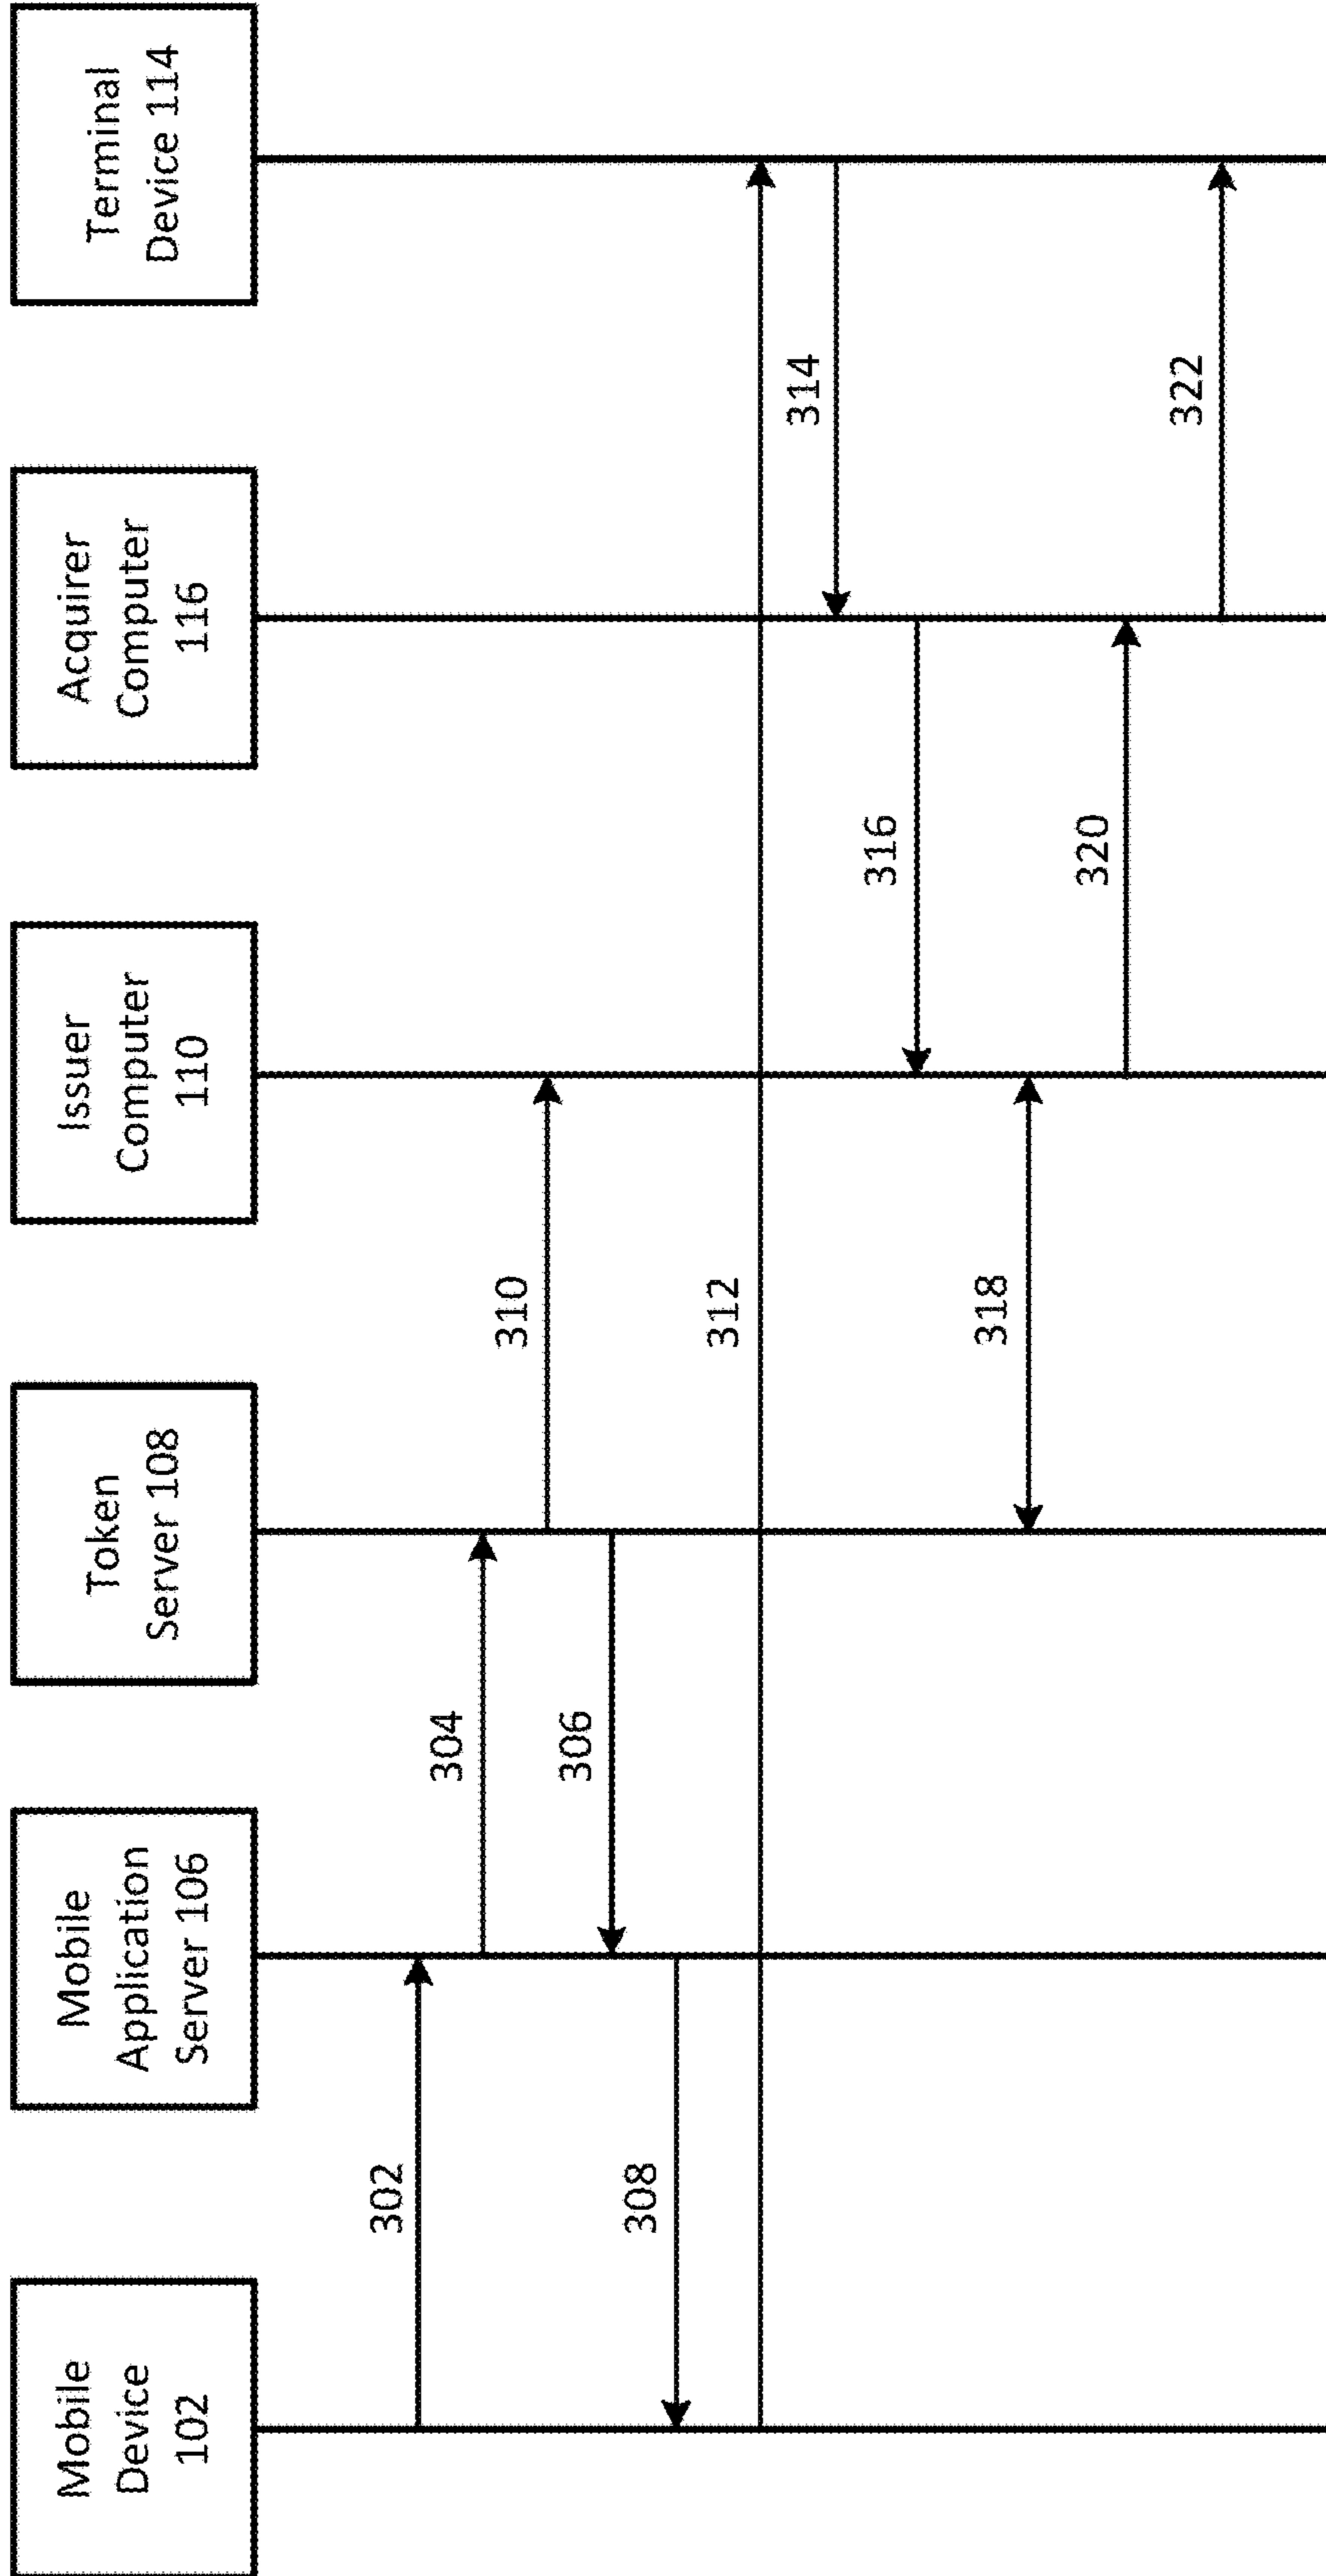 Mobile
Device
102
Mobile
Application
Server 106
Token
Server 108
Issuer
Computer
110
Acquirer
Computer
116
Terminal
Device 114
302
304
310
306
308
312
314
316
318
320
322